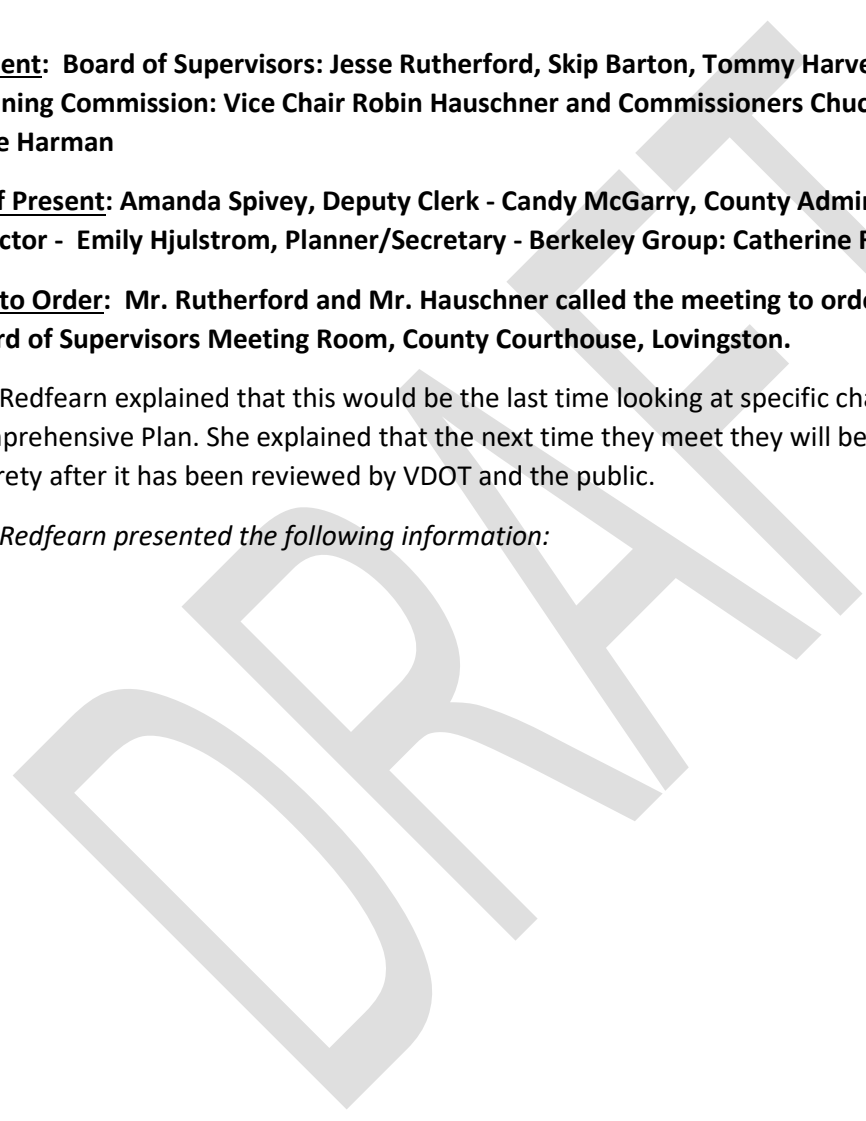 ent: Board of Supervisors: Jesse Rutherford, Skip Barton, Tommy Harve
ning Commission: Vice Chair Robin Hauschner and Commissioners Chuc
e Harman
f Present: Amanda Spivey, Deputy Clerk - Candy McGarry, County Admi
ctor - Emily Hjulstrom, Planner/Secretary - Berkeley Group: Catherine
to Order: Mr. Rutherford and Mr. Hauschner called the meeting to ord
rd of Supervisors Meeting Room, County Courthouse, Lovingston.
Redfearn explained that this would be the last time looking at specific cha
mprehensive Plan. She explained that the next time they meet they will be
rety after it has been reviewed by VDOT and the public.
Redfearn presented the following information:
DRAFT